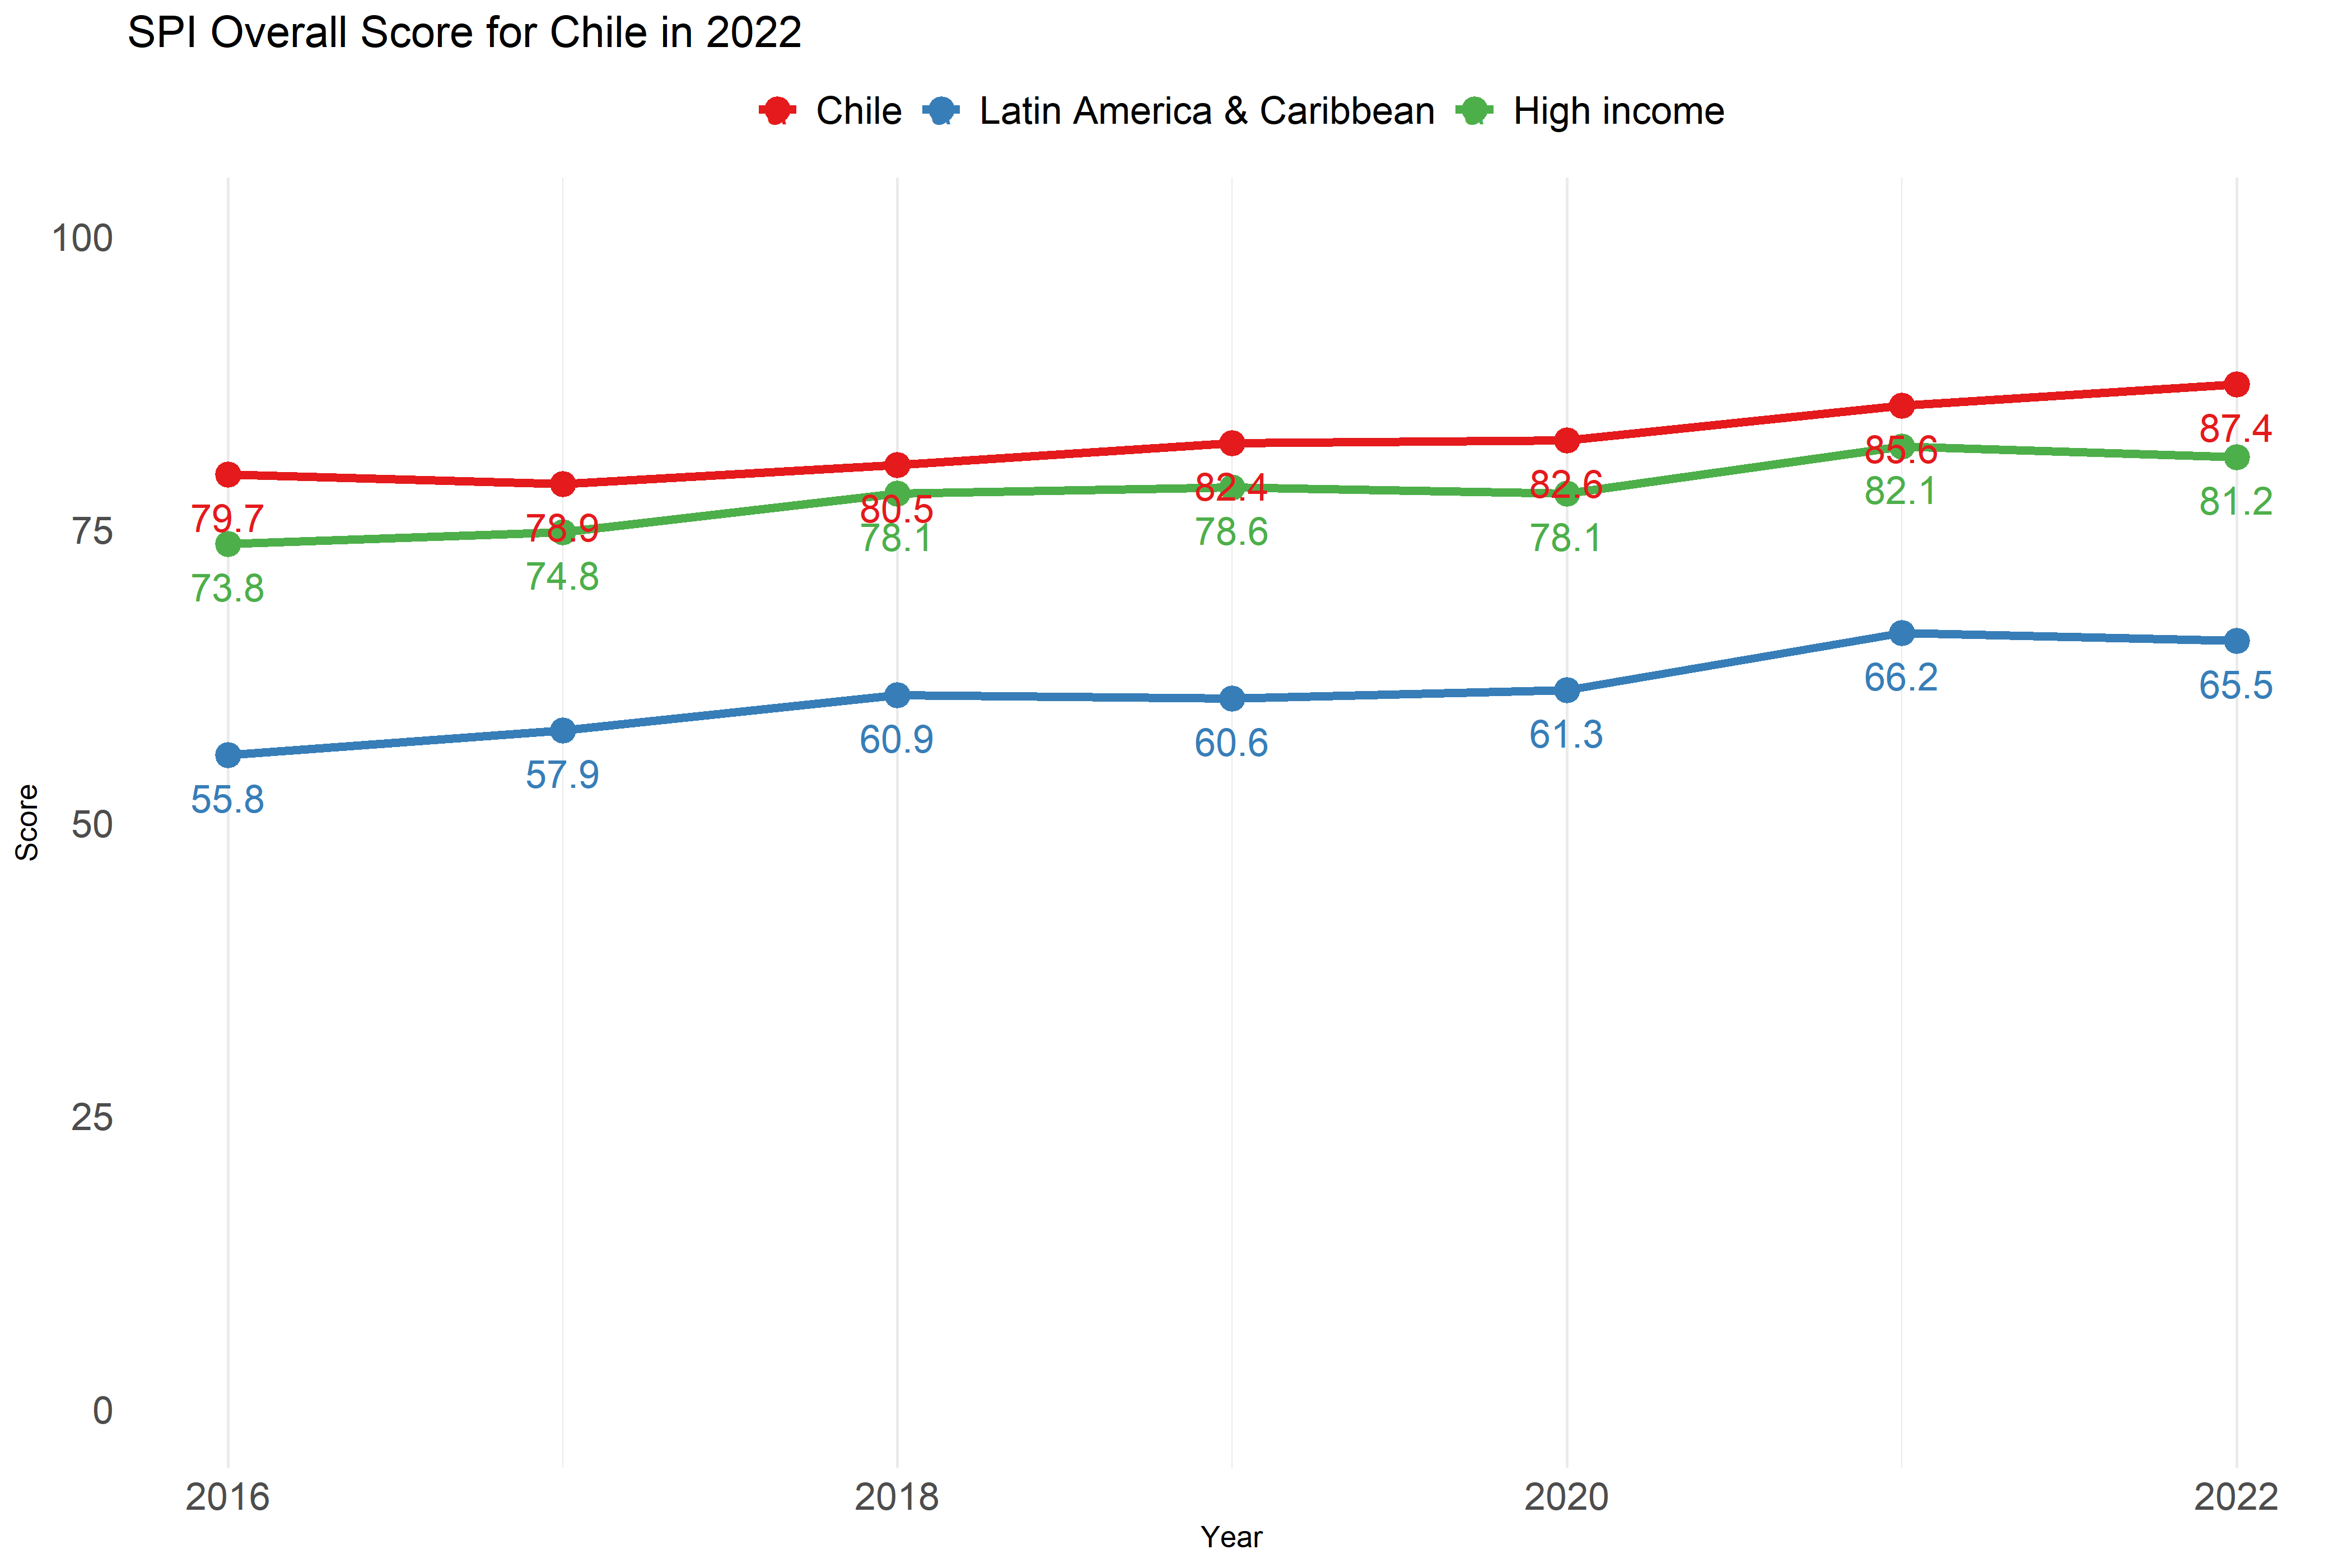 SPI Overall Score for Chile in 2022
Chile Latin America & Caribbean High income
100
75
50
25
0
Score
79.7 78.9 80.5 82.4 82.6 85.6 87.4
73.8 74.8 78.1 78.6 78.1 82.1 81.2
55.8 57.9 60.9 60.6 61.3 66.2 65.5
2016 2018 2020 2022
Year